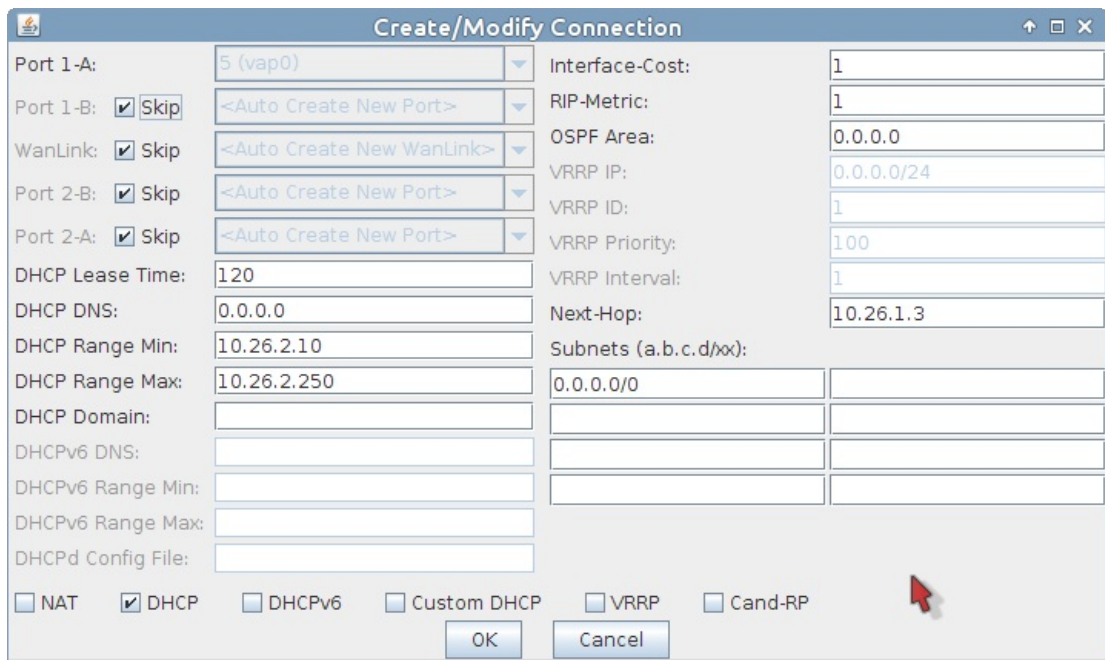 Create/Modify Connection
Port 1-A: 5 (vap0)
Port 1-B: Skip <Auto Create New Port>
WanLink: Skip <Auto Create New WanLink>
Port 2-B: Skip <Auto Create New Port>
Port 2-A: Skip <Auto Create New Port>
DHCP Lease Time: 120
DHCP DNS: 0.0.0.0
DHCP Range Min: 10.26.2.10
DHCP Range Max: 10.26.2.250
DHCP Domain:
DHCPv6 DNS:
DHCPv6 Range Min:
DHCPv6 Range Max:
DHCPd Config File:
Interface-Cost: 1
RIP-Metric: 1
OSPF Area: 0.0.0.0
VRRP IP: 0.0.0.0/24
VRRP ID: 1
VRRP Priority: 100
VRRP Interval: 1
Next-Hop: 10.26.1.3
Subnets (a.b.c.d/xx):
0.0.0.0/0
NAT DHCP DHCPv6 Custom DHCP VRRP Cand-RP
OK Cancel